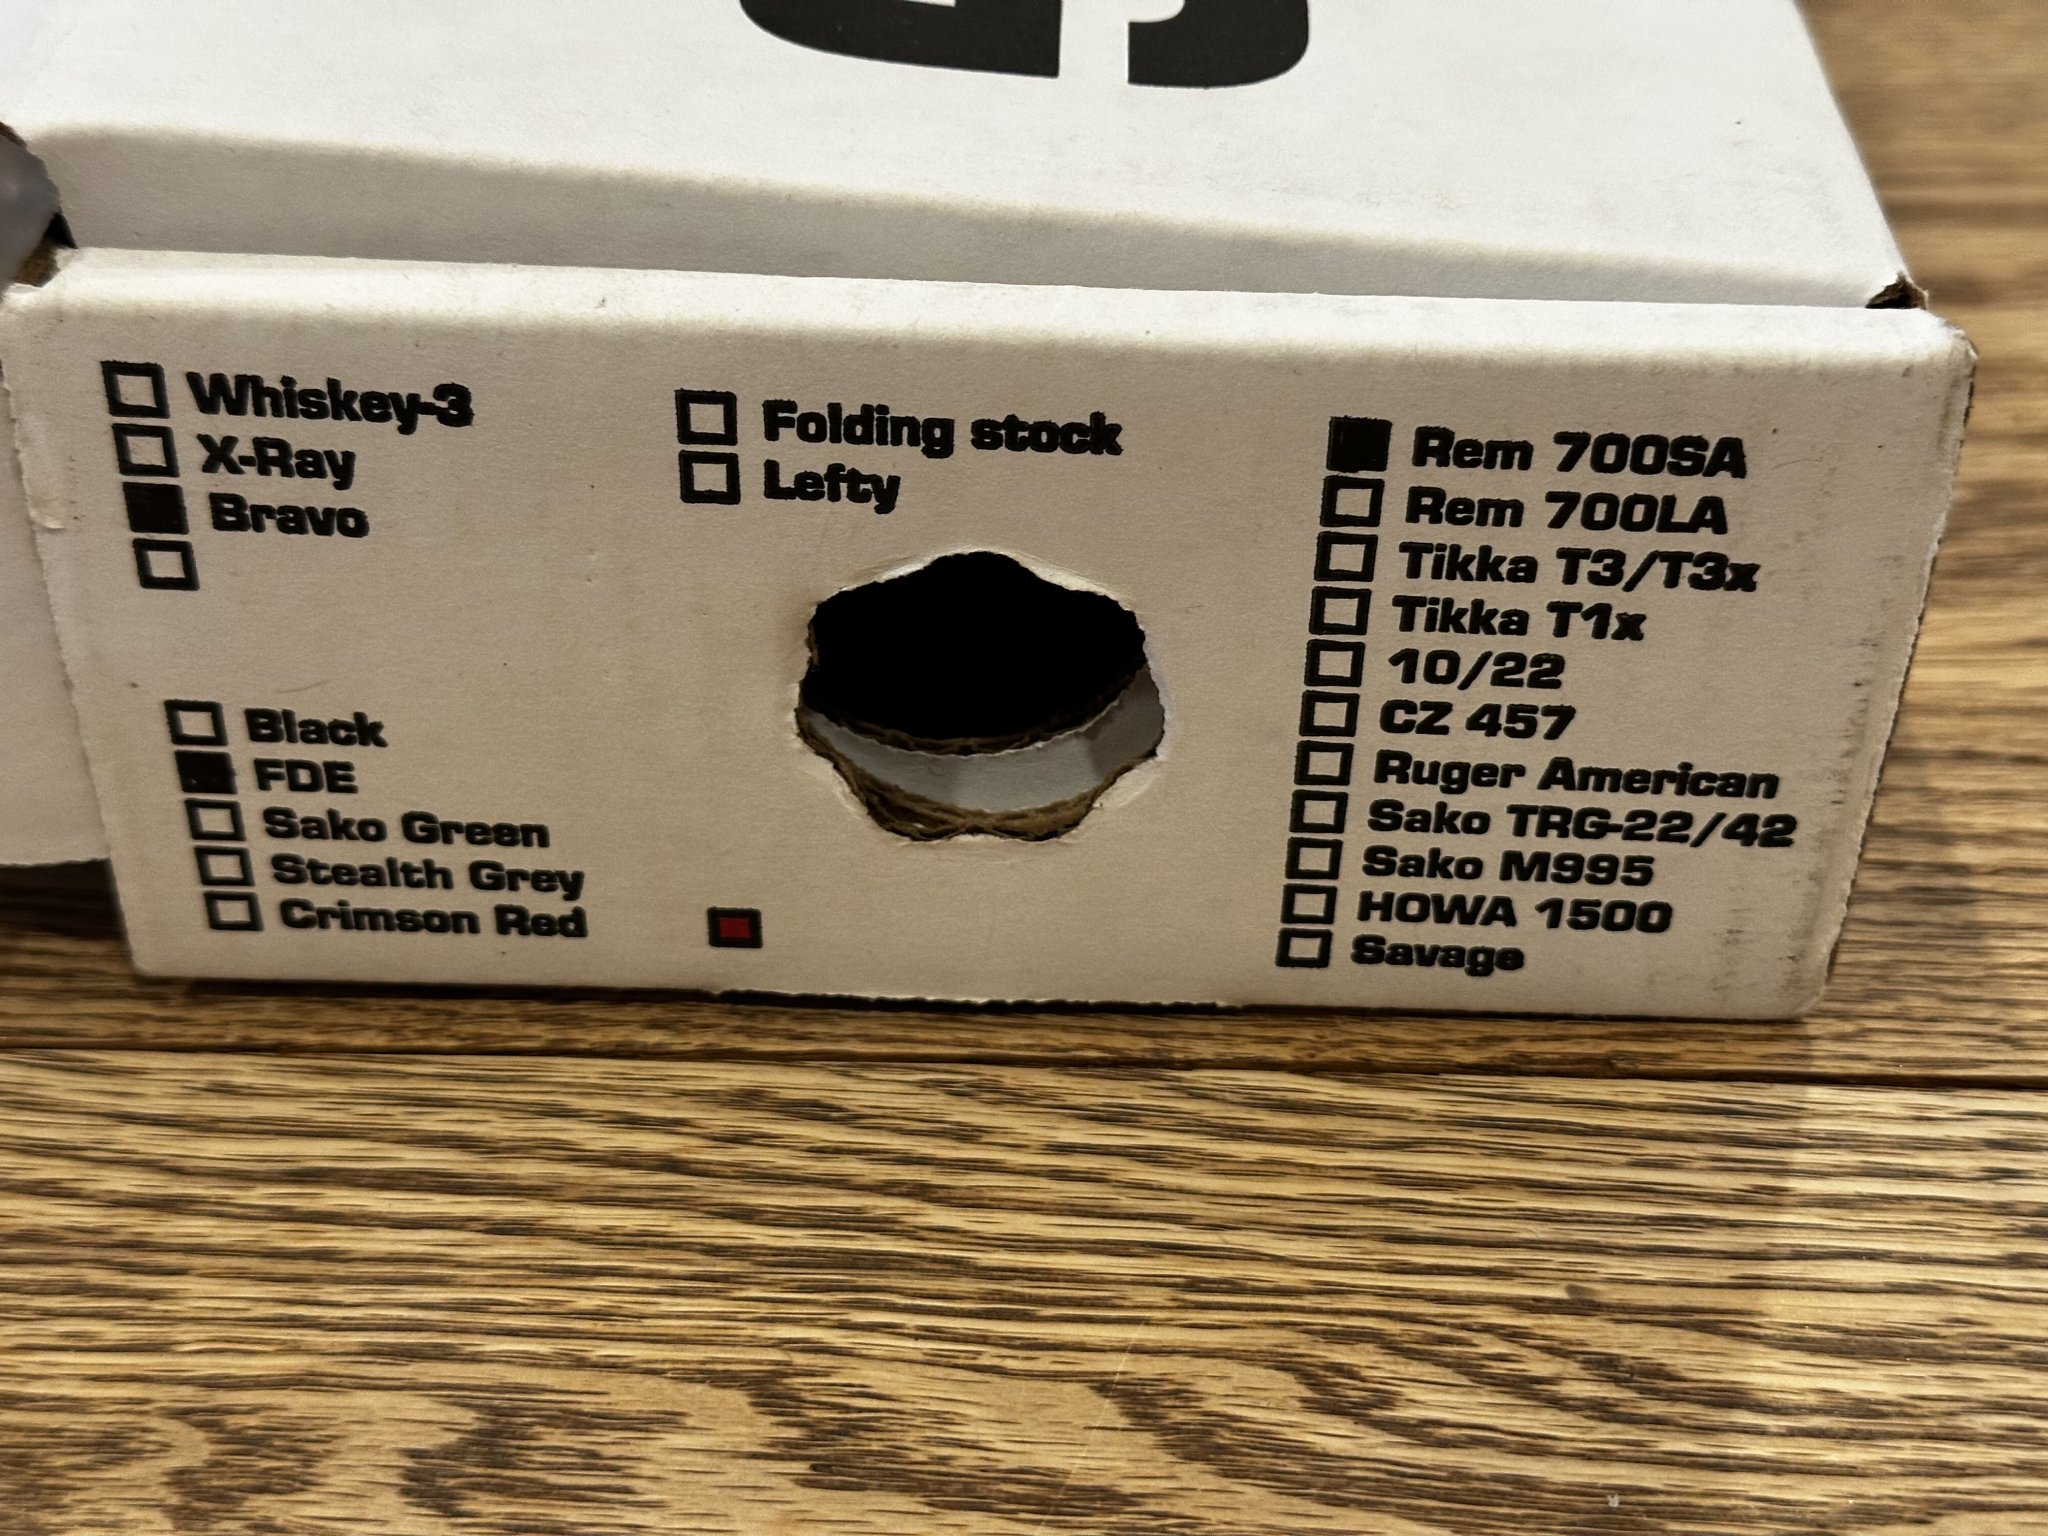 Whiskey-3
X-Ray
Bravo
Black
FDE
Sako Green
Stealth Grey
Crimson Red
Folding stock
Lefty
Rem 700SA
Rem 700LA
Tikka T3/T3x
Tikka T1x
10/22
CZ 457
Ruger American
Sako TRG-22/42
Sako M995
HOWA 1500
Savage